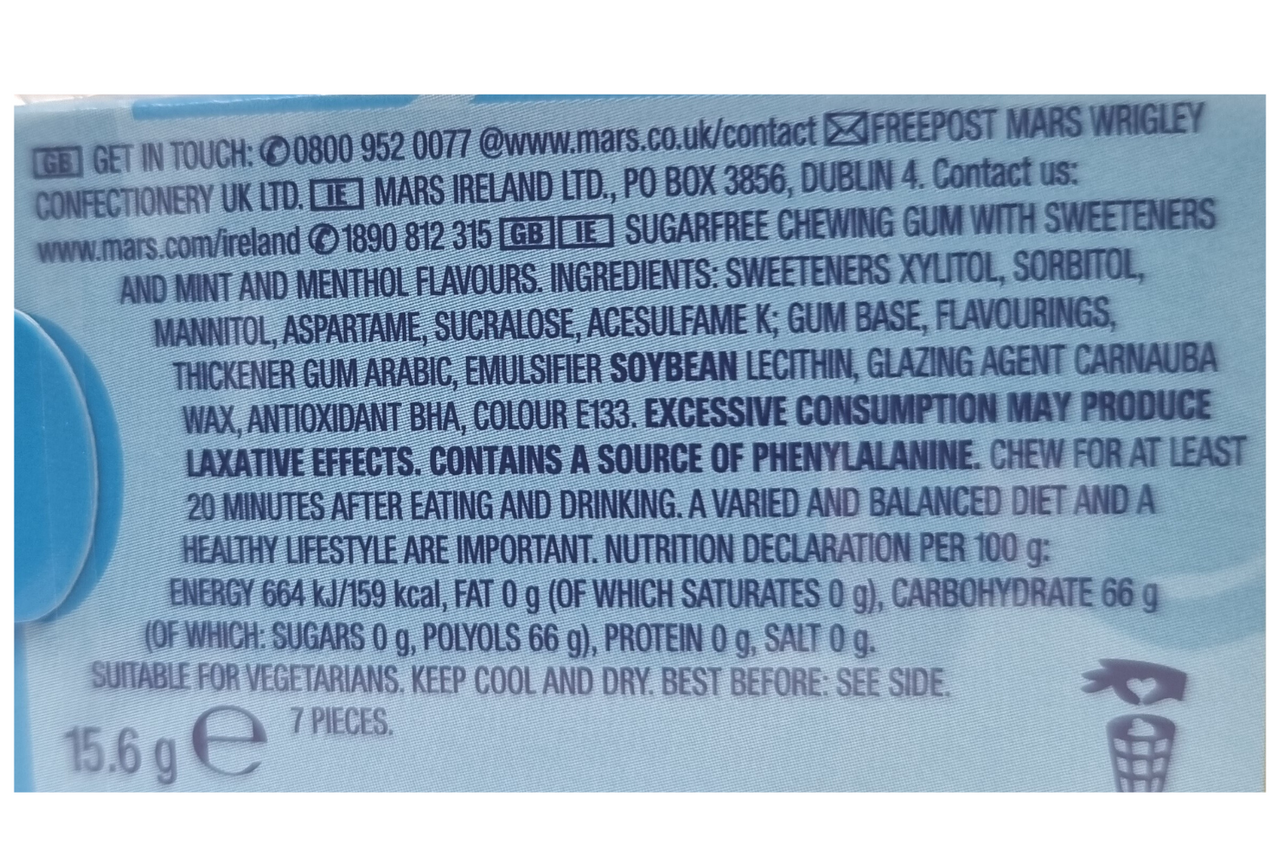 GB GET IN TOUCH: ✆0800 952 0077 @www.mars.co.uk/contact ✉FREEPOST MARS WRIGLEY
CONFECTIONERY UK LTD. IE MARS IRELAND LTD., PO BOX 3856, DUBLIN 4. Contact us:
www.mars.com/ireland ✆1890 812 315 GB IE SUGARFREE CHEWING GUM WITH SWEETENERS
AND MINT AND MENTHOL FLAVOURS. INGREDIENTS: SWEETENERS XYLITOL, SORBITOL,
MANNITOL, ASPARTAME, SUCRALOSE, ACESULFAME K; GUM BASE, FLAVOURINGS,
THICKENER GUM ARABIC, EMULSIFIER SOYBEAN LECITHIN, GLAZING AGENT CARNAUBA
WAX, ANTIOXIDANT BHA, COLOUR E133. EXCESSIVE CONSUMPTION MAY PRODUCE
LAXATIVE EFFECTS. CONTAINS A SOURCE OF PHENYLALANINE. CHEW FOR AT LEAST
20 MINUTES AFTER EATING AND DRINKING. A VARIED AND BALANCED DIET AND A
HEALTHY LIFESTYLE ARE IMPORTANT. NUTRITION DECLARATION PER 100 g:
ENERGY 664 kJ/159 kcal, FAT 0 g (OF WHICH SATURATES 0 g), CARBOHYDRATE 66 g
(OF WHICH: SUGARS 0 g, POLYOLS 66 g), PROTEIN 0 g, SALT 0 g.
SUITABLE FOR VEGETARIANS. KEEP COOL AND DRY. BEST BEFORE: SEE SIDE.
15.6 g e 7 PIECES.